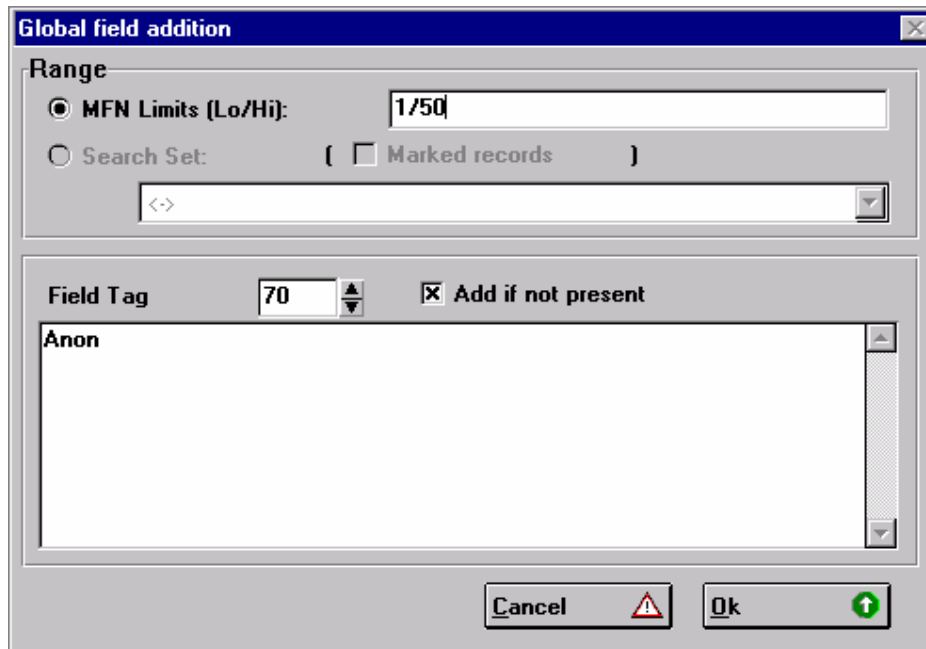 Global field addition
Range
MFN Limits (Lo/Hi): 1/50
Search Set: ( Marked records )
<->
Field Tag 70 Add if not present
Anon
Cancel Ok